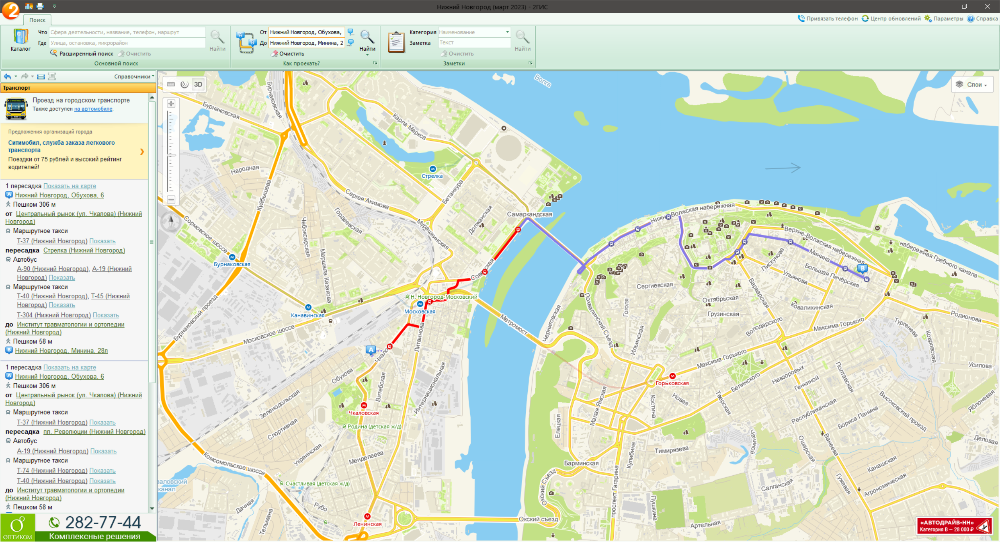 Нижний Новгород (март 2023) - 2ГИС
Поиск
Привязать телефон
Центр обновлений
Параметры
Справка
Каталог
Что
Сфера деятельности, название, телефон, маршрут
Где
Улица, остановка, микрорайон
Расширенный поиск
Очистить
Найти
Основной поиск
От
Нижний Новгород, Обухова,
До
Нижний Новгород, Минина, 2
Очистить
Найти
Как проехать?
Категория
Наименование
Заметка
Текст
Очистить
Найти
Заметки
Справочники
Транспорт
Проезд на городском транспорте
Также доступен на автомобиле.
Предложения организаций города
Ситимобил, служба заказа легкового
транспорта
Поездки от 75 рублей и высокий рейтинг
водителей!
1 пересадка Показать на карте
A Нижний Новгород, Обухова, 6
Пешком 306 м
от Центральный рынок (ул. Чкалова) (Нижний
Новгород)
Маршрутное такси
Т-37 (Нижний Новгород) Показать
пересадка Стрелка (Нижний Новгород)
Автобус
А-90 (Нижний Новгород), А-19 (Нижний
Новгород) Показать
Маршрутное такси
Т-40 (Нижний Новгород), Т-45 (Нижний
Новгород) Показать
Т-304 (Нижний Новгород) Показать
до Институт травматологии и ортопедии
(Нижний Новгород)
Пешком 58 м
B Нижний Новгород, Минина, 28л
1 пересадка Показать на карте
A Нижний Новгород, Обухова, 6
Пешком 306 м
от Центральный рынок (ул. Чкалова) (Нижний
Новгород)
Маршрутное такси
Т-37 (Нижний Новгород) Показать
пересадка пл. Революции (Нижний Новгород)
Автобус
А-19 (Нижний Новгород) Показать
Маршрутное такси
Т-74 (Нижний Новгород) Показать
Т-40 (Нижний Новгород) Показать
до Институт травматологии и ортопедии
(Нижний Новгород)
Пешком 58 м
ОПТИКОМ
282-77-44
Комплексные решения
3D
Слои
Волга
Бурнаковская
Бурнаковская
Карла Маркса
Народная
Куйбышева
Стрелка
Бетанкура
Сергея Акимова
Гордеевская
Мурашкинская
Должанская
Самаркандская
Сормовское шоссе
Чебоксарская
Маршала Казакова
Бурнаковская
Советская
Н. Новгород-Московский
Московская
Канавинская
Бурнаковский проезд
Московское шоссе
Литвинова
Метромост
Черниговская
A
Чкало
Обухова
Витебская
Интернациональная
Зеленодольская
Чкаловская
Родина (детская ж/д)
Спортивная
Украинская
Менделеева
Комсомольское шоссе
Счастливая (детская ж/д)
валовский
канал
Дачная
Тельмана
Рубо
Ленинская
Окский съезд
Окский съезд
Нижн
Волжская набережная
Верхне-Волжская набережная
набережная Гребного канала
Минина
B
Пискунова
Большая Печёрская
Ульянова
Варварская
Сергиевская
Октябрьская
Грузинская
Гоголя
Похвалинский Съезд
Ильинская
Ковалихинская
Володарского
Максима Горького
Максима Горького
Родионова
Тургенева
Ковровская
Усилова
Горьковская
Белинского
Невзоровых
Генкиной
Полтавская
Высоковский проезд
Яблоневая
Новая
Костина
Малая Ямская
Тверская
Республиканская
Бориса Панина
Елецкая
Чачиной
Ошарская
Ванеева
Деловая
Тимирязева
Кулибина
Барминская
проспект Гагарина
Канашская
Гужевая
Агрономическая
Салганская
Пушкина
Артельная
«АВТОДРАЙВ-НН»
Категория В — 28 000 ₽